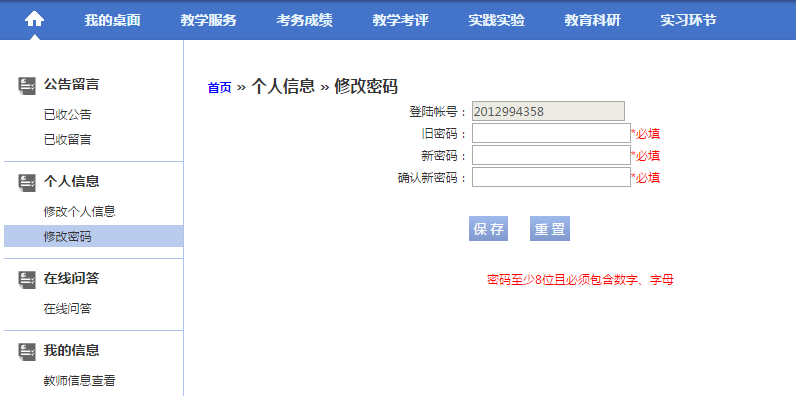 我的桌面 教学服务 考务成绩 教学考评 实践实验 教育科研 实习环节
公告留言
已收公告
已收留言
个人信息
修改个人信息
修改密码
在线问答
在线问答
我的信息
教师信息查看
首页 » 个人信息 » 修改密码
登陆帐号： 2012994358
旧密码： *必填
新密码： *必填
确认新密码： *必填
保存 重置
密码至少8位且必须包含数字、字母